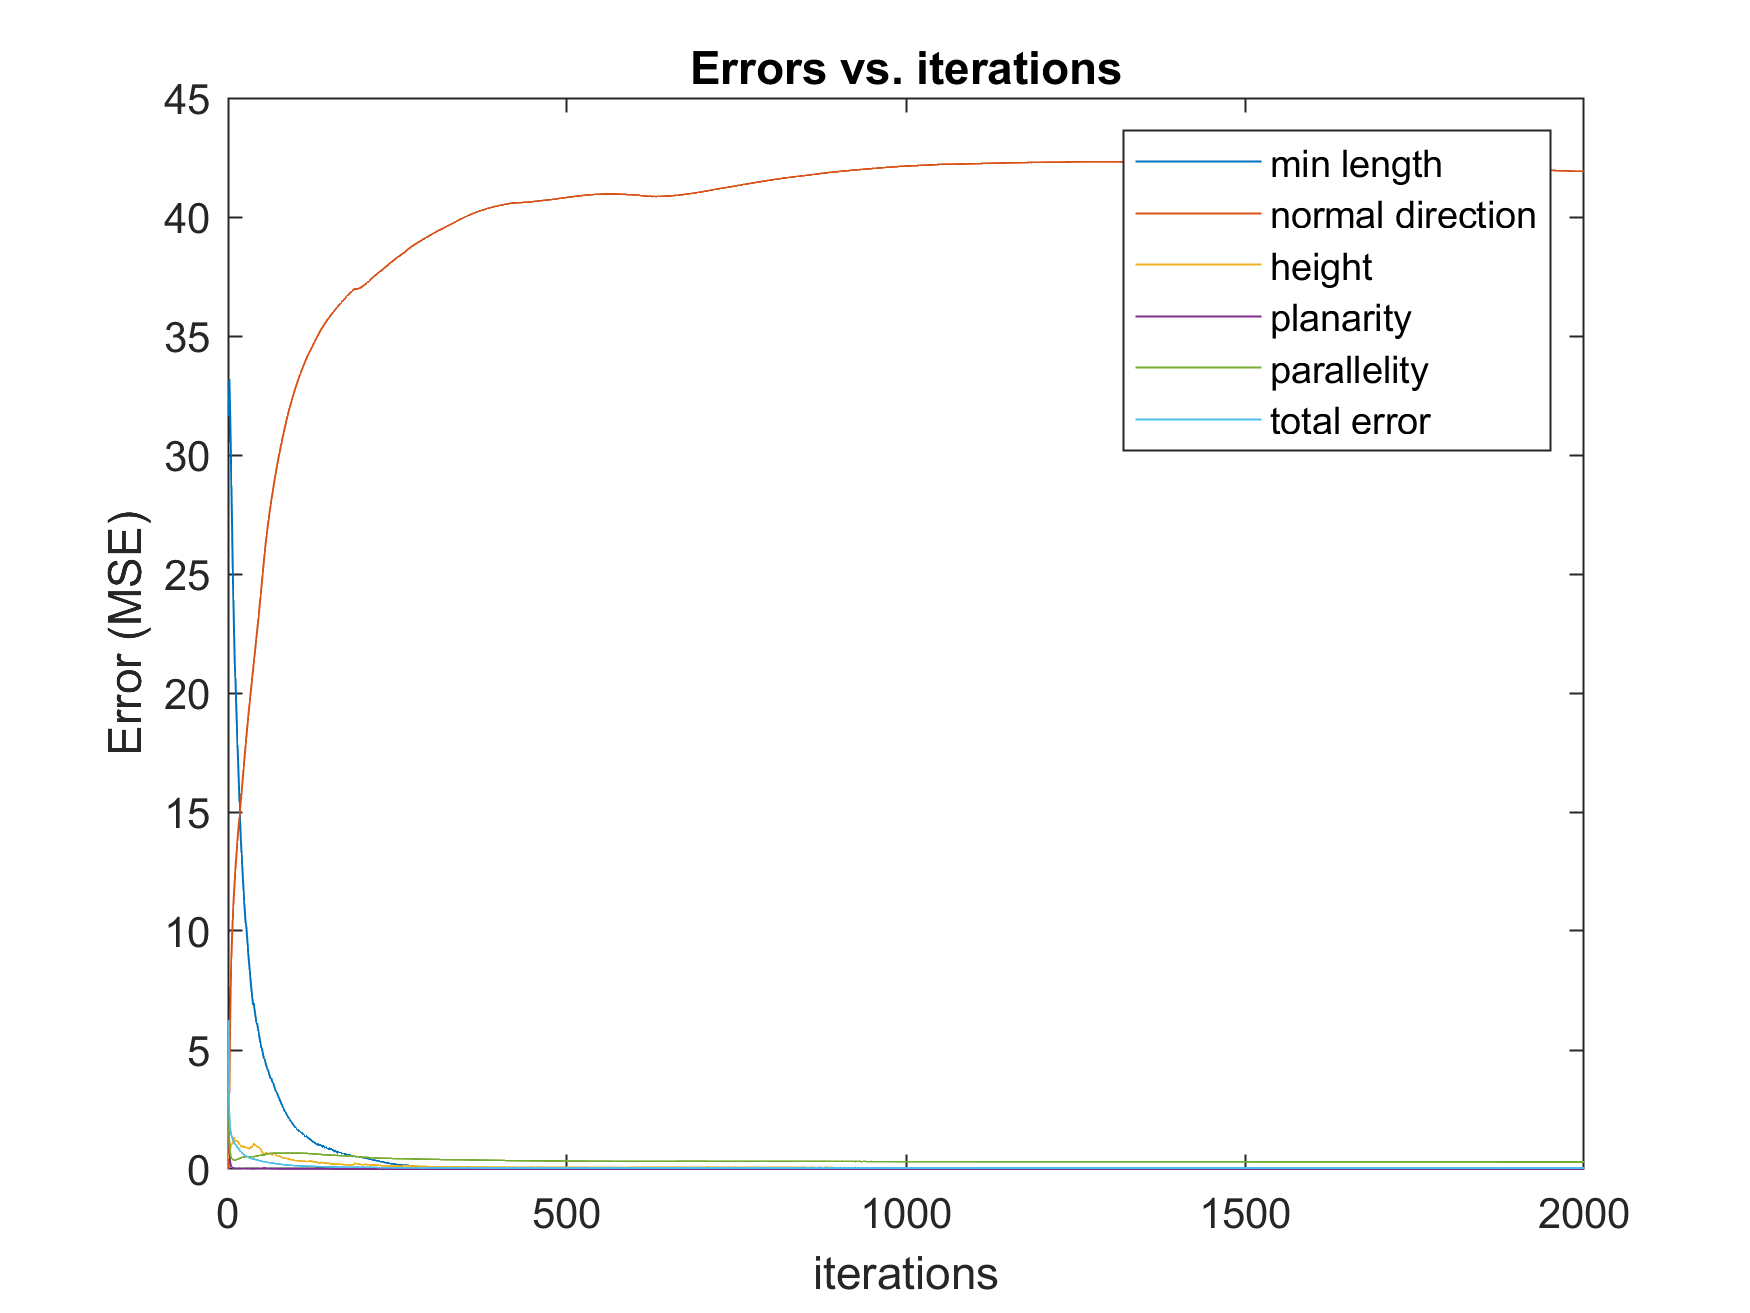 Errors vs. iterations
45
40
35
30
25
20
15
10
5
0
Error (MSE)
min length
normal direction
height
planarity
parallelity
total error
0 500 1000 1500 2000
iterations